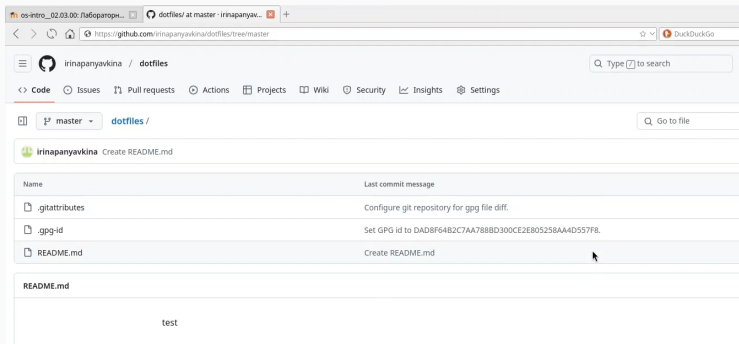 os-intro__02.03.00: Лабораторн... dotfiles/ at master · irinapanyav...
https://github.com/irinapanyavkina/dotfiles/tree/master DuckDuckGo
irinapanyavkina / dotfiles Type / to search
Code Issues Pull requests Actions Projects Wiki Security Insights Settings
master dotfiles / Go to file
irinapanyavkina Create README.md
Name Last commit message
.gitattributes Configure git repository for gpg file diff.
.gpg-id Set GPG id to DAD8F64B2C7AA788BD300CE2E805258AA4D557F8.
README.md Create README.md
README.md
test